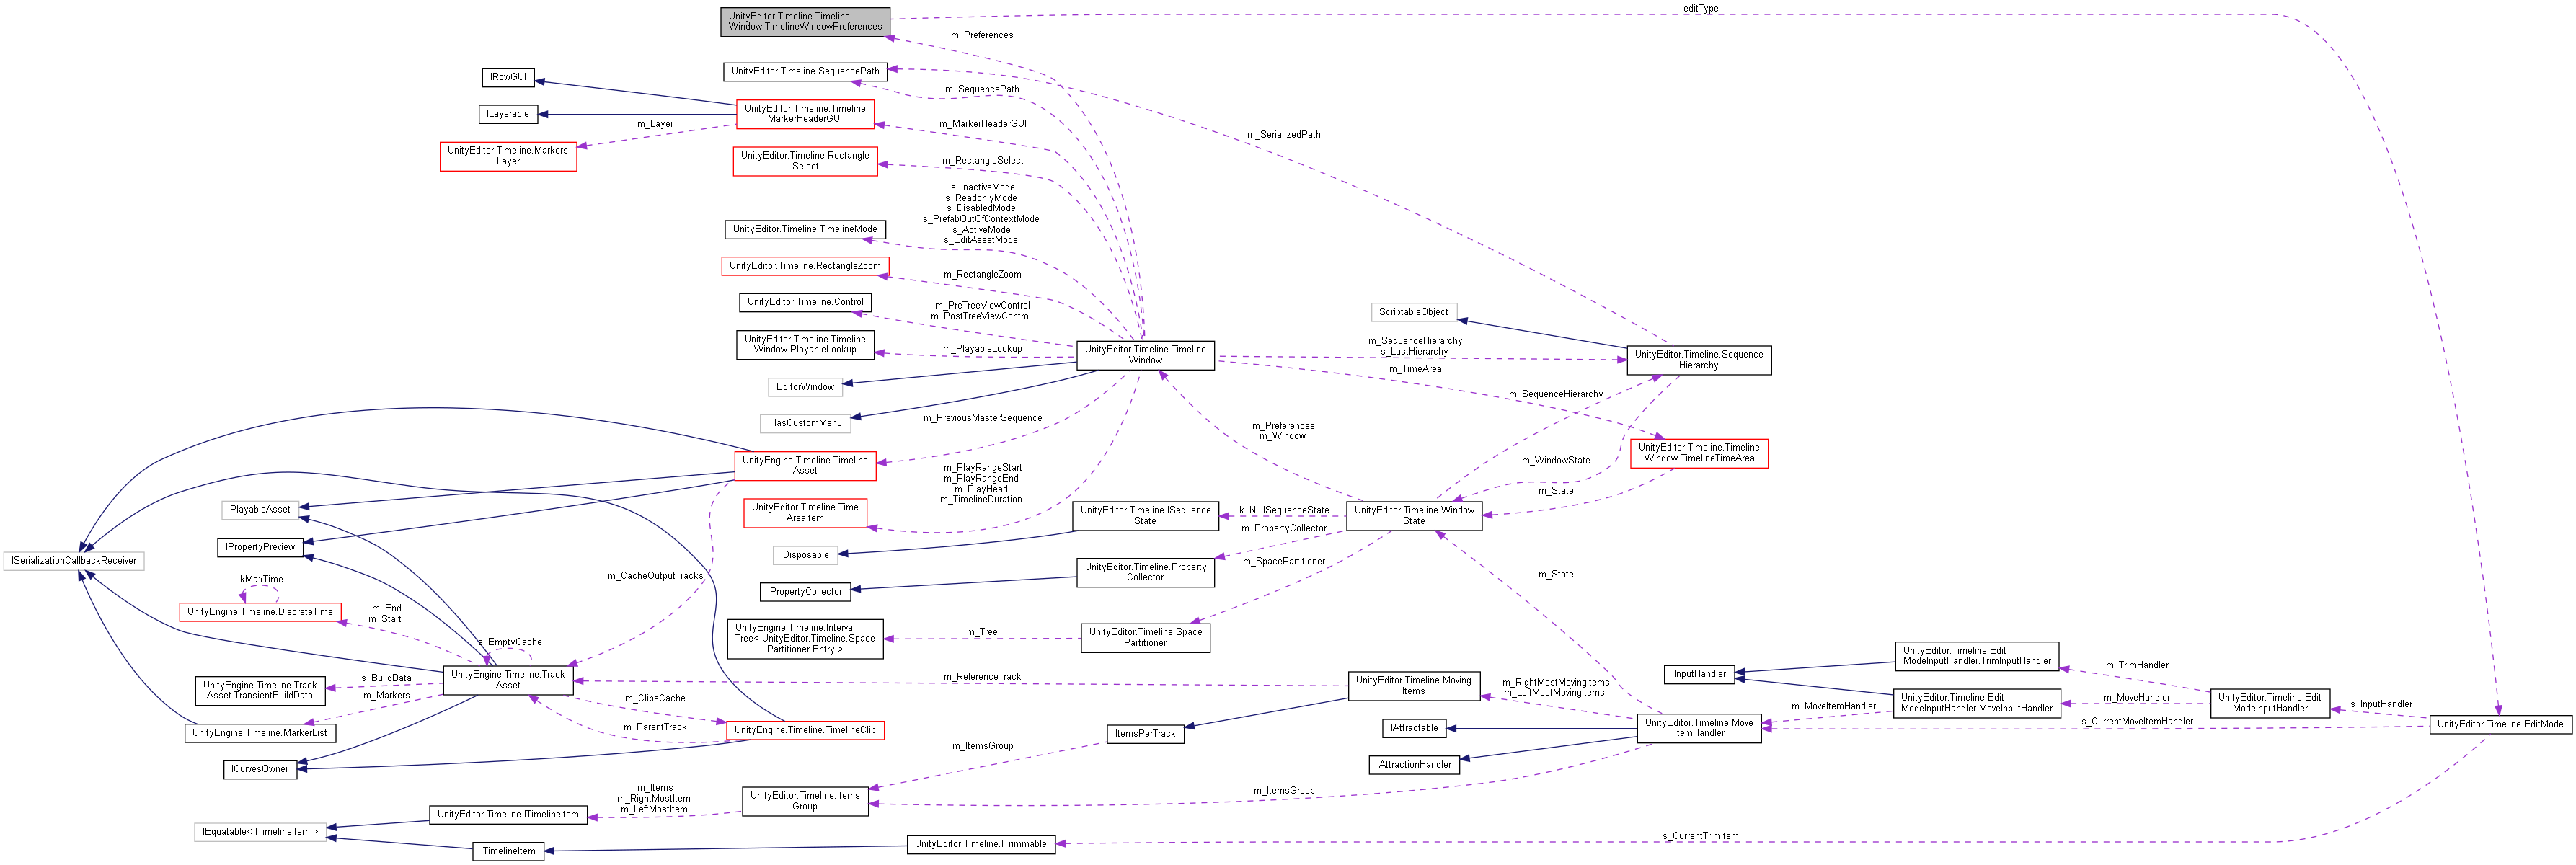 UnityEditor.Timeline.Timeline
Window.TimelineWindowPreferences
editType
m_Preferences
UnityEditor.Timeline.SequencePath
IRowGUI
m_SequencePath
ILayerable
UnityEditor.Timeline.Timeline
MarkerHeaderGUI
m_Layer
m_MarkerHeaderGUI
m_SerializedPath
UnityEditor.Timeline.Markers
Layer
UnityEditor.Timeline.Rectangle
Select
m_RectangleSelect
s_InactiveMode
s_ReadonlyMode
s_DisabledMode
s_PrefabOutOfContextMode
s_ActiveMode
s_EditAssetMode
UnityEditor.Timeline.TimelineMode
UnityEditor.Timeline.RectangleZoom
m_RectangleZoom
UnityEditor.Timeline.Control
m_PreTreeViewControl
m_PostTreeViewControl
ScriptableObject
UnityEditor.Timeline.Timeline
Window.PlayableLookup
m_PlayableLookup
UnityEditor.Timeline.Timeline
Window
m_SequenceHierarchy
s_LastHierarchy
UnityEditor.Timeline.Sequence
Hierarchy
m_TimeArea
EditorWindow
m_SequenceHierarchy
IHasCustomMenu
m_PreviousMasterSequence
m_Preferences
m_Window
UnityEditor.Timeline.Timeline
Window.TimelineTimeArea
UnityEngine.Timeline.Timeline
Asset
m_WindowState
m_PlayRangeStart
m_PlayRangeEnd
m_PlayHead
m_TimelineDuration
m_State
PlayableAsset
UnityEditor.Timeline.Time
AreaItem
UnityEditor.Timeline.ISequence
State
k_NullSequenceState
UnityEditor.Timeline.Window
State
m_PropertyCollector
IPropertyPreview
IDisposable
ISerializationCallbackReceiver
m_SpacePartitioner
UnityEditor.Timeline.Property
Collector
kMaxTime
m_CacheOutputTracks
m_State
IPropertyCollector
UnityEngine.Timeline.DiscreteTime
m_End
m_Start
UnityEngine.Timeline.Interval
Tree< UnityEditor.Timeline.Space
Partitioner.Entry >
m_Tree
UnityEditor.Timeline.Space
Partitioner
s_EmptyCache
UnityEditor.Timeline.Edit
ModeInputHandler.TrimInputHandler
m_TrimHandler
IInputHandler
UnityEngine.Timeline.Track
Asset
s_BuildData
m_ReferenceTrack
UnityEditor.Timeline.Moving
Items
m_RightMostMovingItems
m_LeftMostMovingItems
UnityEngine.Timeline.Track
Asset.TransientBuildData
m_Markers
m_ClipsCache
UnityEditor.Timeline.Edit
ModeInputHandler.MoveInputHandler
m_MoveHandler
UnityEditor.Timeline.Edit
ModeInputHandler
s_InputHandler
m_MoveItemHandler
UnityEngine.Timeline.MarkerList
m_ParentTrack
UnityEngine.Timeline.TimelineClip
ItemsPerTrack
IAttractable
UnityEditor.Timeline.Move
ItemHandler
s_CurrentMoveItemHandler
UnityEditor.Timeline.EditMode
m_ItemsGroup
ICurvesOwner
IAttractionHandler
m_Items
m_RightMostItem
m_LeftMostItem
UnityEditor.Timeline.Items
Group
m_ItemsGroup
UnityEditor.Timeline.ITimelineItem
IEquatable< ITimelineItem >
s_CurrentTrimItem
ITimelineItem
UnityEditor.Timeline.ITrimmable